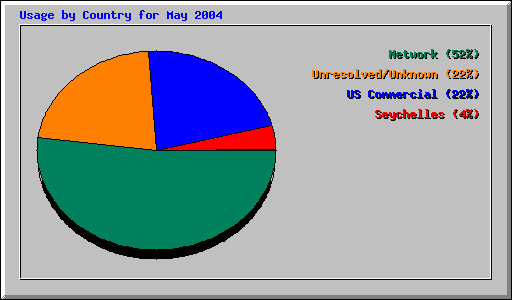 Usage by Country for May 2004
Network (52%)
Unresolved/Unknown (22%)
US Commercial (22%)
Seychelles (4%)